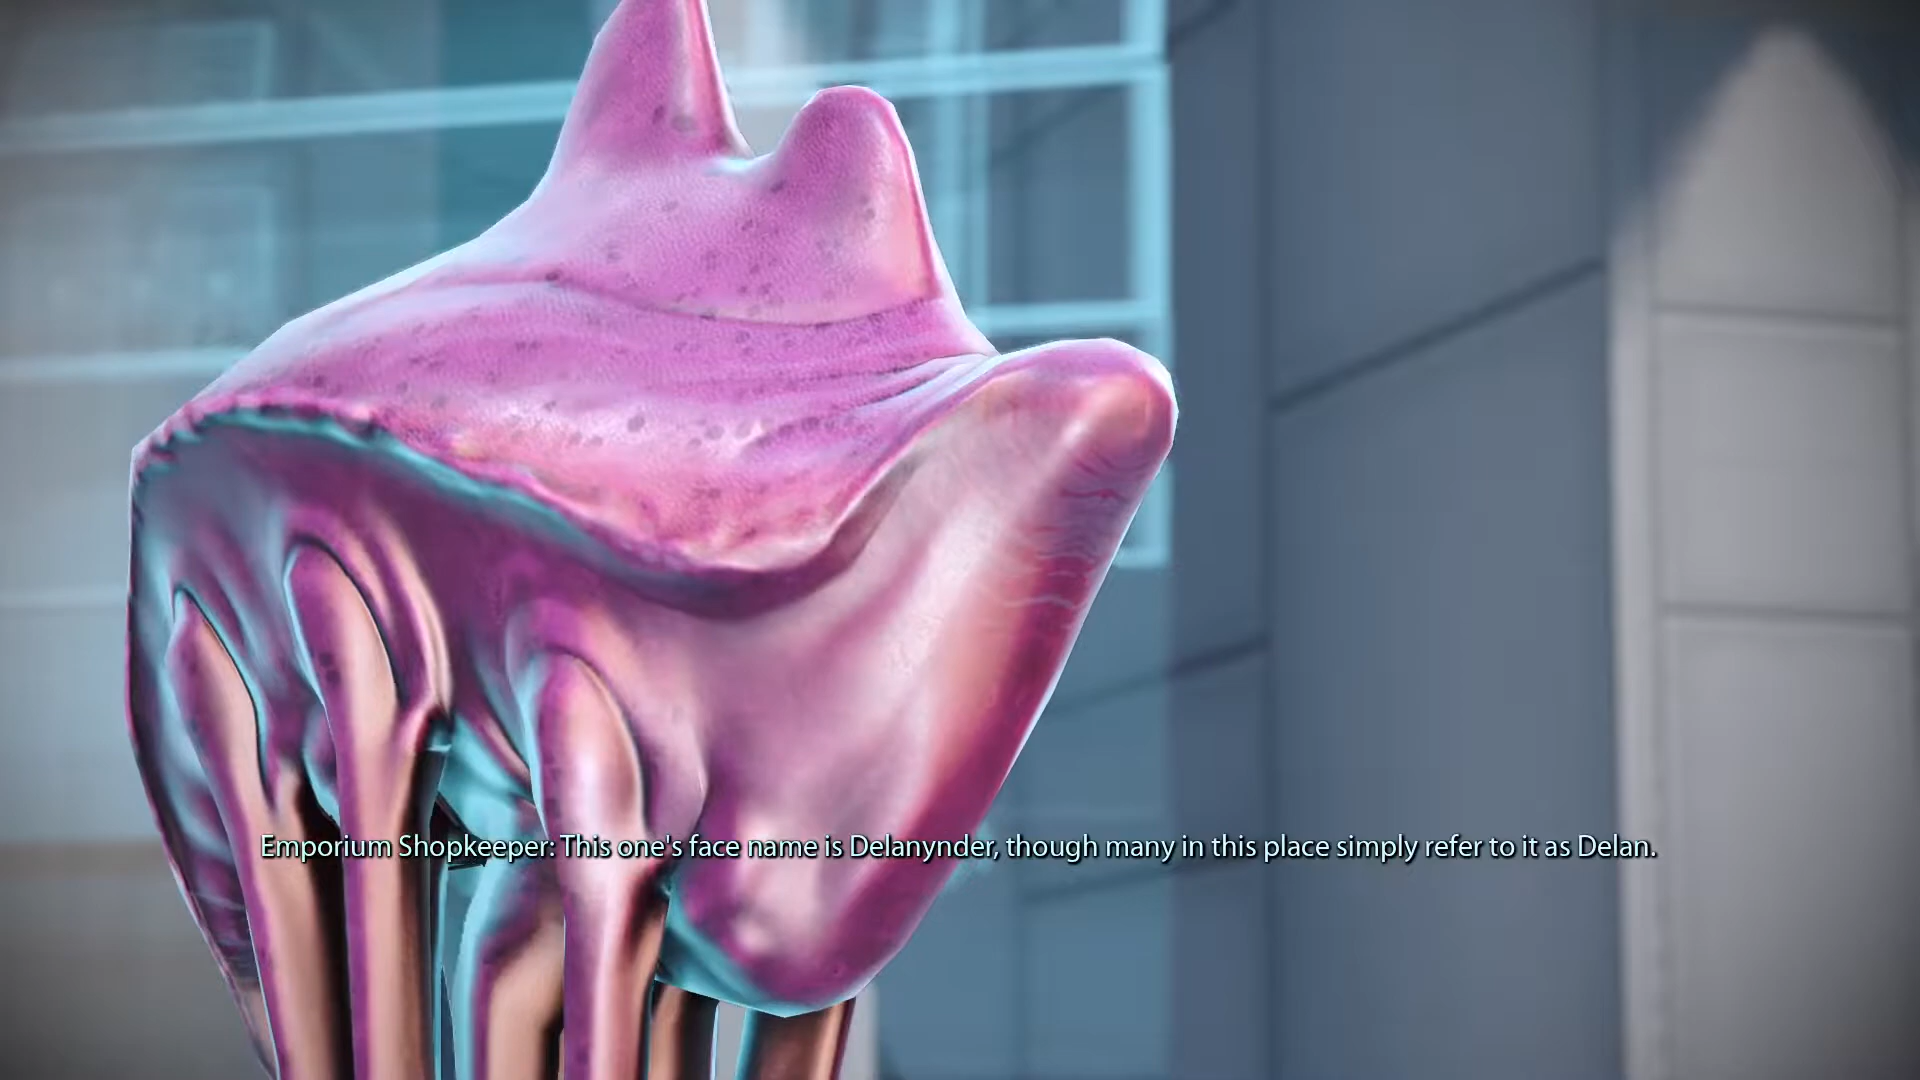 Emporium Shopkeeper: This one's face name is Delanynder, though many in this place simply refer to it as Delan.